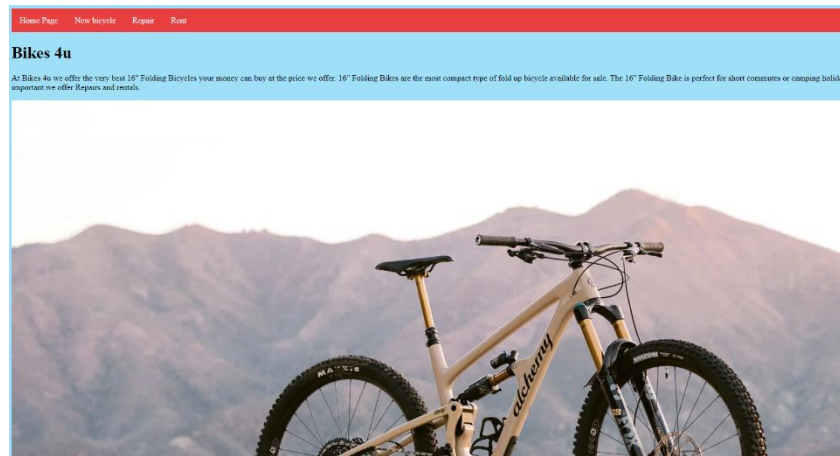 Home Page New bicycle Repair Rent
Bikes 4u
At Bikes 4u we offer the very best 16" Folding Bicycles your money can buy at the price we offer. 16" Folding Bikes are the most compact type of fold up bicycle available for sale. The 16" Folding Bike is perfect for short commutes or camping holid
important we offer Repairs and rentals.
alchemy
MAXXIS